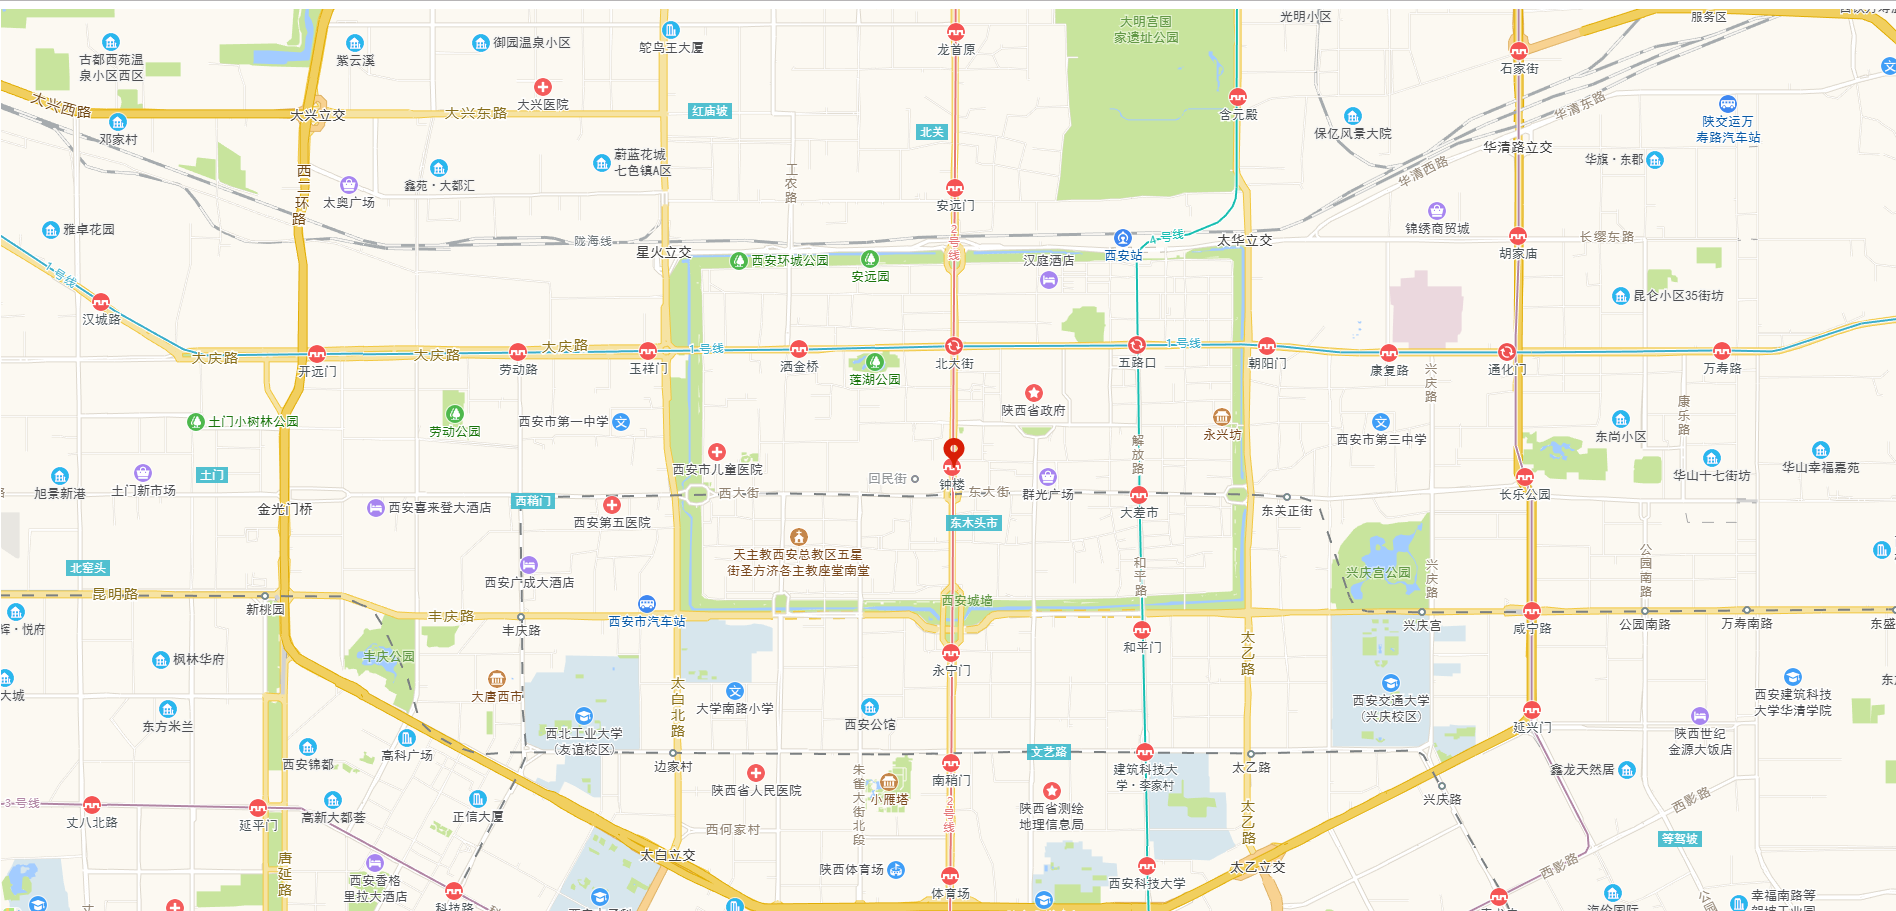 光明小区
服务区
大明宫国
家遗址公园
古都西苑温
泉小区西区
紫云溪
御园温泉小区
鸵鸟王大厦
龙首原
石家街
大兴西路
大兴立交
大兴东路
大兴医院
红庙坡
北关
含元殿
保亿风景大院
华清东路
陕交运万
寿路汽车站
邓家村
西二环路
太奥广场
鑫苑·大都汇
蔚蓝花城
七色镇A区
工农路
安远门
华清西路
华清路立交
华旗·东郡
雅卓花园
陇海线
星火立交
2号线
4号线
西安站
太华立交
锦绣商贸城
胡家庙
长缨东路
1号线
西安环城公园
安远园
汉庭酒店
昆仑小区35街坊
汉城路
大庆路
开远门
大庆路
劳动路
大庆路
玉祥门
1号线
洒金桥
莲湖公园
北大街
五路口
1号线
朝阳门
康复路
兴庆路
通化门
万寿路
陕西省政府
土门小树林公园
劳动公园
西安市第一中学
永兴坊
西安市第三中学
康乐路
东尚小区
解放路
旭景新港
土门新市场
土门
西安市儿童医院
回民街
钟楼
群光广场
长乐公园
华山十七街坊
华山幸福嘉苑
金光门桥
西安喜来登大酒店
西稍门
西安第五医院
西大街
东大街
大差市
东关正街
东木头市
天主教西安总教区五星
街圣方济各主教座堂南堂
北窑头
西安广成大酒店
和平路
兴庆宫公园
兴庆路
公园南路
昆明路
新桃园
丰庆路
丰庆路
西安市汽车站
西安城墙
兴庆宫
咸宁路
公园南路
万寿南路
东盛
辉·悦府
枫林华府
丰庆公园
永宁门
和平门
太乙路
大城
大唐西市
太白北路
大学南路小学
西安公馆
西安交通大学
(兴庆校区)
西安建筑科技
大学华清学院
东方米兰
西北工业大学
(友谊校区)
延兴门
陕西世纪
金源大饭店
西安锦都
高科广场
边家村
南稍门
文艺路
建筑科技大
学·李家村
太乙路
鑫龙天然居
3号线
丈八北路
延平门
高新大都荟
正信大厦
陕西省人民医院
朱雀大街北段
小雁塔
2号线
陕西省测绘
地理信息局
太乙路
兴庆路
西影路
西何家村
等驾坡
唐延路
西安香格
里拉大酒店
太白立交
陕西体育场
体育场
西安科技大学
太乙立交
西影路
科技路
海伦国际
幸福南路等